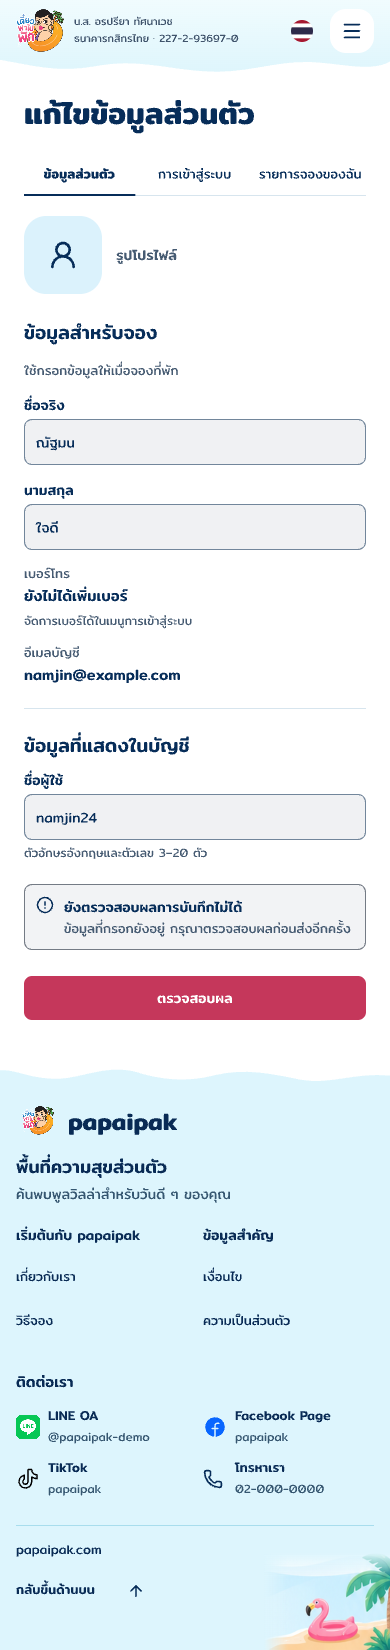 น.ส. อรปรียา ทัศนาเวช
ธนาคารกสิกรไทย · 227-2-93697-0
แก้ไขข้อมูลส่วนตัว
ข้อมูลส่วนตัว
การเข้าสู่ระบบ
รายการจองของฉัน
รูปโปรไฟล์
ข้อมูลสำหรับจอง
ใช้กรอกข้อมูลให้เมื่อจองที่พัก
ชื่อจริง
ณัฐมน
นามสกุล
ใจดี
เบอร์โทร
ยังไม่ได้เพิ่มเบอร์
จัดการเบอร์ได้ในเมนูการเข้าสู่ระบบ
อีเมลบัญชี
namjin@example.com
ข้อมูลที่แสดงในบัญชี
ชื่อผู้ใช้
namjin24
ตัวอักษรอังกฤษและตัวเลข 3–20 ตัว
ยังตรวจสอบผลการบันทึกไม่ได้
ข้อมูลที่กรอกยังอยู่ กรุณาตรวจสอบผลก่อนส่งอีกครั้ง
ตรวจสอบผล
papaipak
พื้นที่ความสุขส่วนตัว
ค้นพบพูลวิลล่าสำหรับวันดี ๆ ของคุณ
เริ่มต้นกับ papaipak
ข้อมูลสำคัญ
เกี่ยวกับเรา
เงื่อนไข
วิธีจอง
ความเป็นส่วนตัว
ติดต่อเรา
LINE OA
@papaipak-demo
Facebook Page
papaipak
TikTok
papaipak
โทรหาเรา
02-000-0000
papaipak.com
กลับขึ้นด้านบน